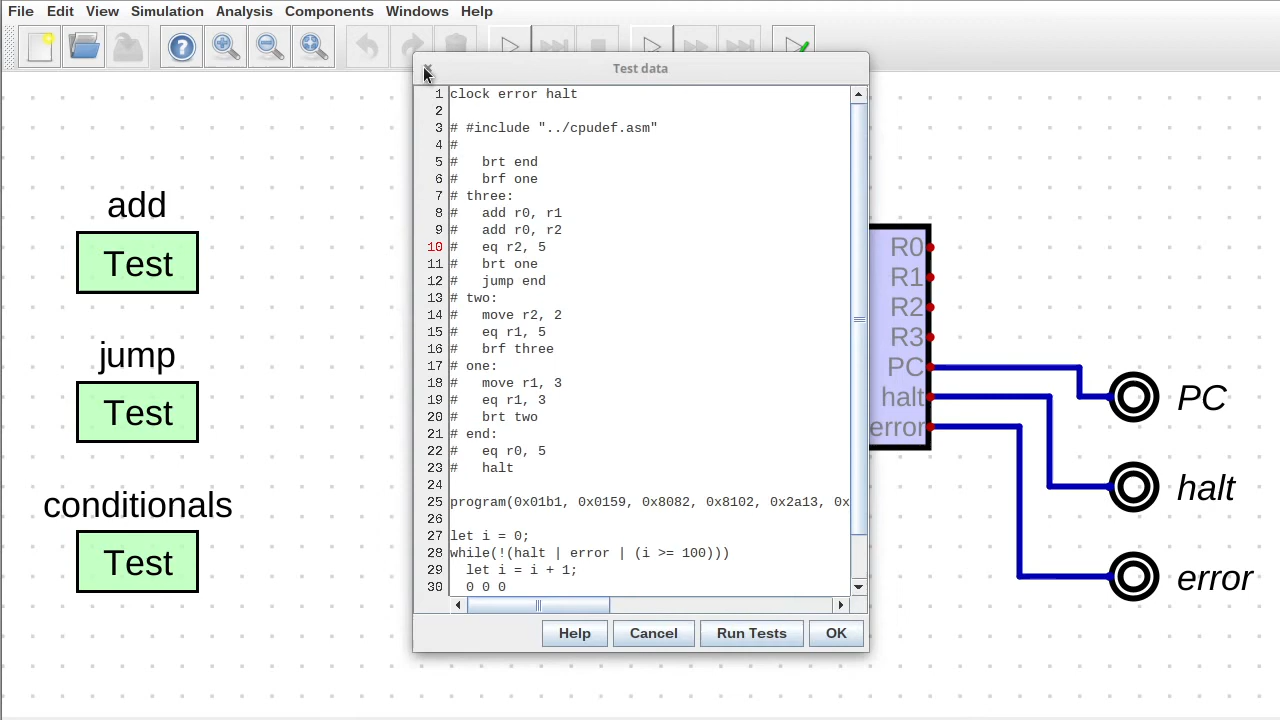 File Edit View Simulation Analysis Components Windows Help
Test data
1 clock error halt
2
3 # #include "../cpudef.asm"
4 #
5 #   brt end
6 #   brf one
7 # three:
8 #   add r0, r1
9 #   add r0, r2
10 #   eq r2, 5
11 #   brt one
12 #   jump end
13 # two:
14 #   move r2, 2
15 #   eq r1, 5
16 #   brf three
17 # one:
18 #   move r1, 3
19 #   eq r1, 3
20 #   brt two
21 # end:
22 #   eq r0, 5
23 #   halt
24
25 program(0x01b1, 0x0159, 0x8082, 0x8102, 0x2a13, 0x
26
27 let i = 0;
28 while(!(halt | error | (i >= 100)))
29   let i = i + 1;
30   0 0 0
Help Cancel Run Tests OK
add
Test
jump
Test
conditionals
Test
R0
R1
R2
R3
PC
halt
error
PC
halt
error